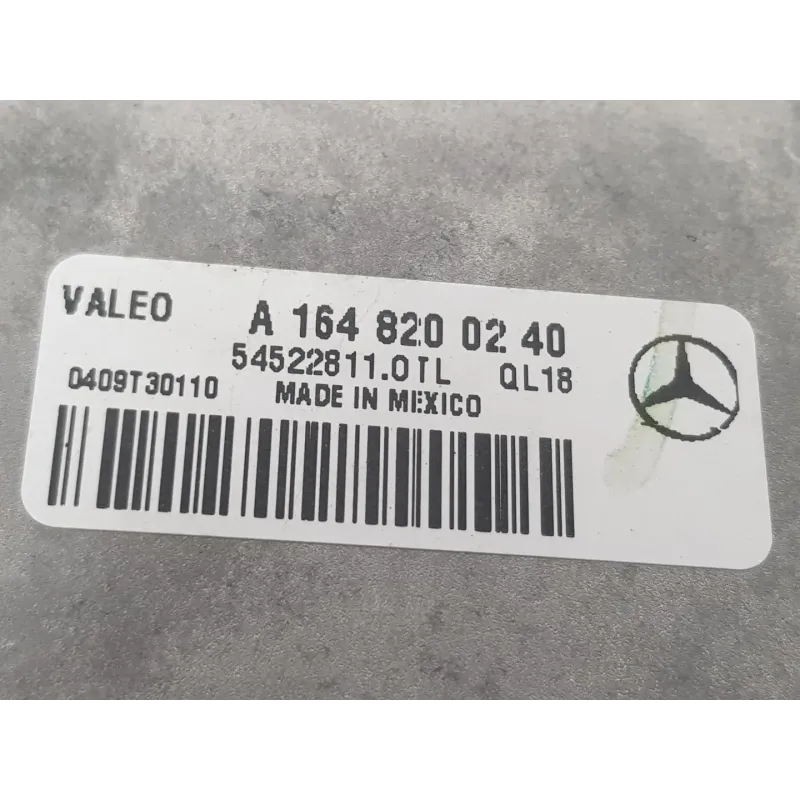 VALEO A 164 820 02 40
54522811.0TL QL18
0409T30110 MADE IN MEXICO